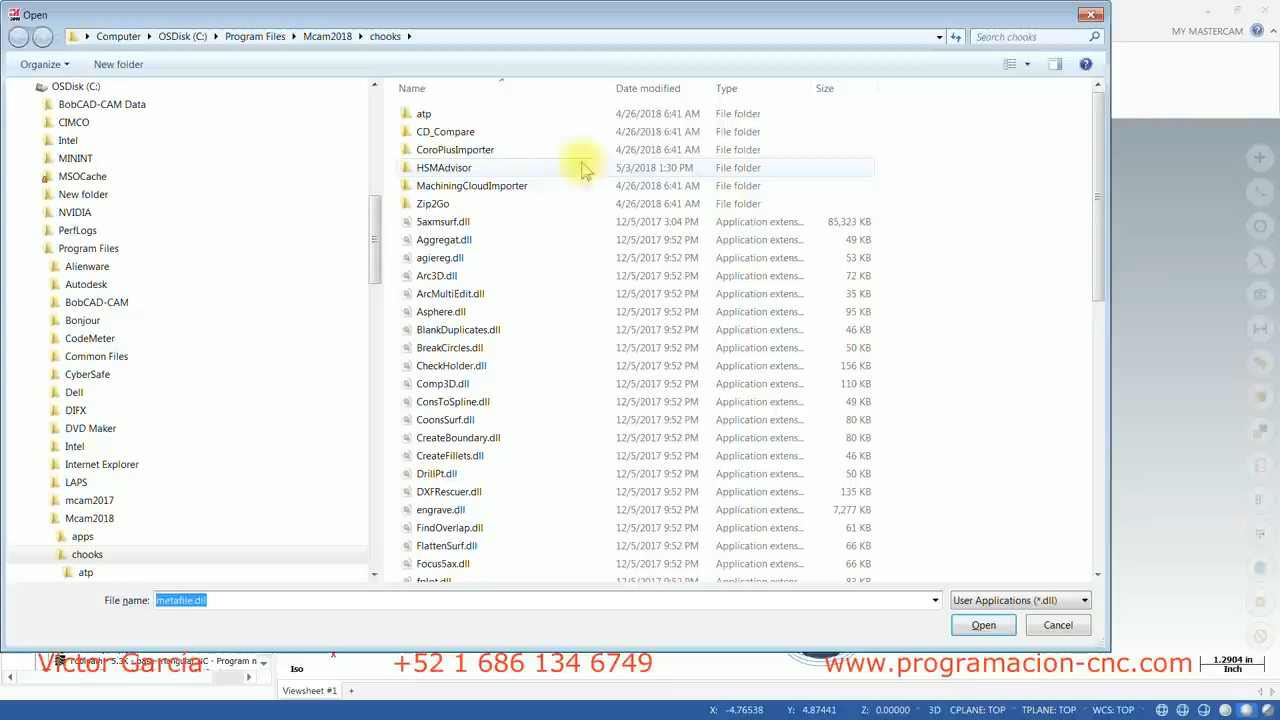 Open
MY MASTERCAM
Computer
OSDisk (C:)
Program Files
Mcam2018
chooks
Search chooks
Organize
New folder
OSDisk (C:)
BobCAD-CAM Data
CIMCO
Intel
MININT
MSOCache
New folder
NVIDIA
PerfLogs
Program Files
Alienware
Autodesk
BobCAD-CAM
Bonjour
CodeMeter
Common Files
CyberSafe
Dell
DIFX
DVD Maker
Intel
Internet Explorer
LAPS
mcam2017
Mcam2018
apps
chooks
atp
Name Date modified Type Size
atp 4/26/2018 6:41 AM File folder
CD_Compare 4/26/2018 6:41 AM File folder
CoroPlusImporter 4/26/2018 6:41 AM File folder
HSMAdvisor 5/3/2018 1:30 PM File folder
MachiningCloudImporter 4/26/2018 6:41 AM File folder
Zip2Go 4/26/2018 6:41 AM File folder
5axmsurf.dll 12/5/2017 3:04 PM Application extens... 85,323 KB
Aggregat.dll 12/5/2017 9:52 PM Application extens... 49 KB
agiereg.dll 12/5/2017 9:52 PM Application extens... 53 KB
Arc3D.dll 12/5/2017 9:52 PM Application extens... 72 KB
ArcMultiEdit.dll 12/5/2017 9:52 PM Application extens... 35 KB
Asphere.dll 12/5/2017 9:52 PM Application extens... 95 KB
BlankDuplicates.dll 12/5/2017 9:52 PM Application extens... 46 KB
BreakCircles.dll 12/5/2017 9:52 PM Application extens... 50 KB
CheckHolder.dll 12/5/2017 9:52 PM Application extens... 156 KB
Comp3D.dll 12/5/2017 9:52 PM Application extens... 110 KB
ConsToSpline.dll 12/5/2017 9:52 PM Application extens... 49 KB
CoonsSurf.dll 12/5/2017 9:52 PM Application extens... 80 KB
CreateBoundary.dll 12/5/2017 9:52 PM Application extens... 80 KB
CreateFillets.dll 12/5/2017 9:52 PM Application extens... 46 KB
DrillPt.dll 12/5/2017 9:52 PM Application extens... 50 KB
DXFRescuer.dll 12/5/2017 9:52 PM Application extens... 135 KB
engrave.dll 12/5/2017 9:52 PM Application extens... 7,277 KB
FindOverlap.dll 12/5/2017 9:52 PM Application extens... 61 KB
FlattenSurf.dll 12/5/2017 9:52 PM Application extens... 66 KB
Focus5ax.dll 12/5/2017 9:52 PM Application extens... 66 KB
File name: metafile.dll
User Applications (*.dll)
Open
Cancel
Victor Garcia +52 1 686 134 6749 www.programacion-cnc.com
Iso
1.2904 in
Inch
Viewsheet #1
X: -4.76538 Y: 4.87441 Z: 0.00000 3D CPLANE: TOP TPLANE: TOP WCS: TOP